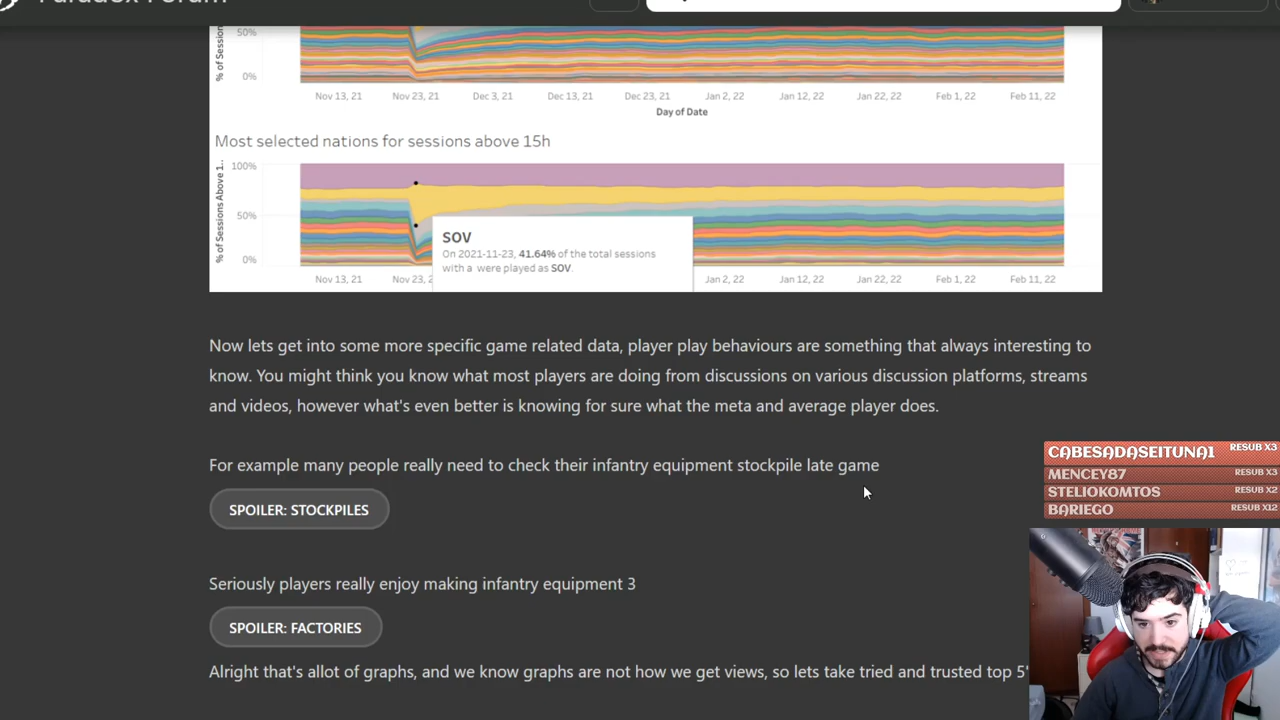 Paradox Forum
% of Session
50%
0%
Nov 13, 21 Nov 23, 21 Dec 3, 21 Dec 13, 21 Dec 23, 21 Jan 2, 22 Jan 12, 22 Jan 22, 22 Feb 1, 22 Feb 11, 22
Day of Date
Most selected nations for sessions above 15h
% of Sessions Above 1..
100%
50%
0%
SOV
On 2021-11-23, 41.64% of the total sessions
with a were played as SOV.
Nov 13, 21 Nov 23, 2 Jan 2, 22 Jan 12, 22 Jan 22, 22 Feb 1, 22 Feb 11, 22
Now lets get into some more specific game related data, player play behaviours are something that always interesting to
know. You might think you know what most players are doing from discussions on various discussion platforms, streams
and videos, however what's even better is knowing for sure what the meta and average player does.
For example many people really need to check their infantry equipment stockpile late game
SPOILER: STOCKPILES
Seriously players really enjoy making infantry equipment 3
SPOILER: FACTORIES
Alright that's allot of graphs, and we know graphs are not how we get views, so lets take tried and trusted top 5'
CABESADASEITUNA1 RESUB X3
MENCEY87 RESUB X3
STELIOKOMTOS RESUB X2
BARIEGO RESUB X12